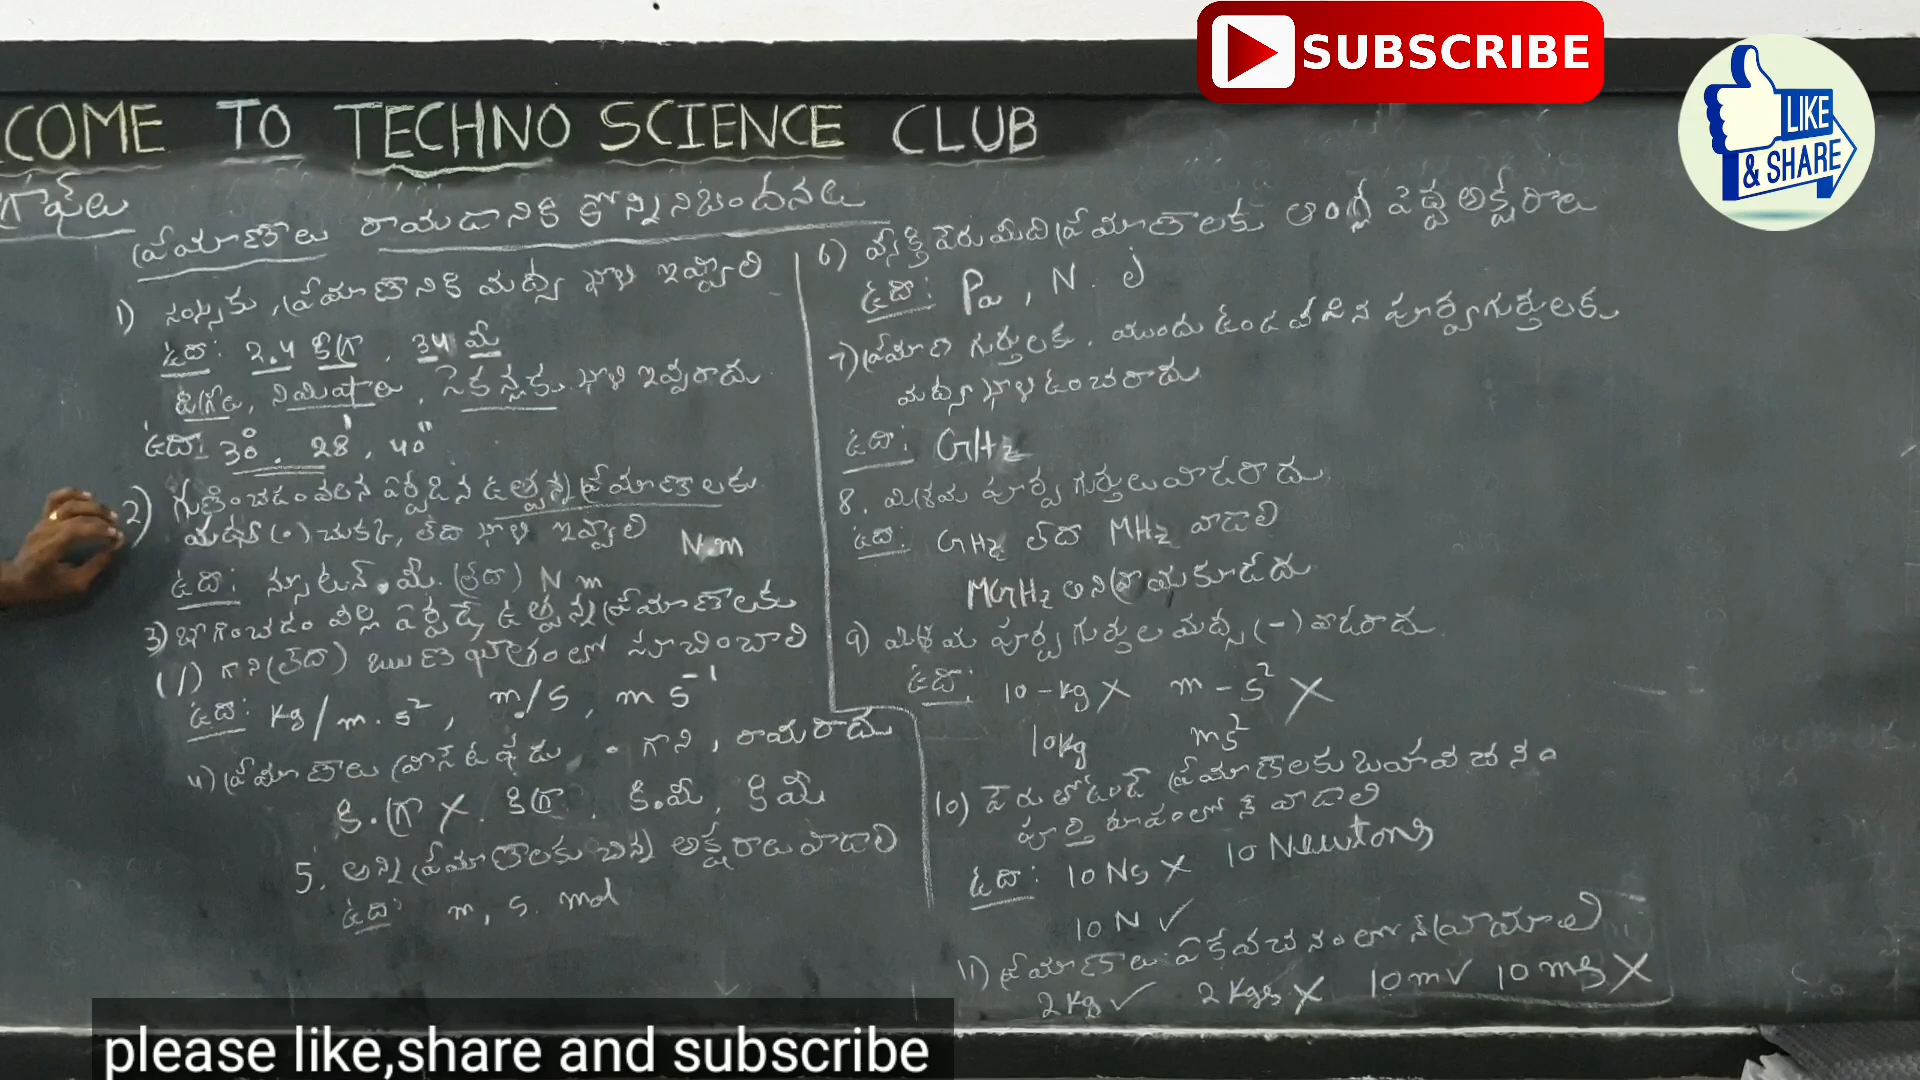 SUBSCRIBE
LIKE
& SHARE
COME TO TECHNO SCIENCE CLUB
గ్రాఫ్‌లు
ప్రమాణాలు రాయడానికి కొన్ని నిబంధనలు
1) సంఖ్యకు, ప్రమాణానికి మధ్య ఖాళీ ఇవ్వాలి
ఉదా: 2.4 కిగ్రా, 34 మీ
డిగ్రీలు, నిమిషాలు, సెకన్లకు ఖాళీ ఇవ్వరాదు
ఉదా: 30°, 28', 40"
2) గుణించడంవలన ఏర్పడిన ఉత్పన్న ప్రమాణాలకు
మధ్య (.) చుక్క, లేదా ఖాళీ ఇవ్వాలి N.m
ఉదా: న్యూటన్.మీ. (లేదా) N m
3) భాగించడం వల్ల ఏర్పడ్డ ఉత్పన్న ప్రమాణాలకు
(/) గాని (లేదా) ఋణ ఘాతంలో సూచించాలి
ఉదా: kg/m.s², m/s, m s⁻¹
4) ప్రమాణాలు రాసేటపుడు . గాని, రాయరాదు
కి.గ్రా X. కిగ్రా, కి.మీ, కిమీ
5. అన్ని ప్రమాణాలకు చిన్న అక్షరాలు వాడాలి
ఉదా: m, s. mol
6) వ్యక్తి పేరుమీది ప్రమాణాలకు ఆంగ్ల పెద్ద అక్షరాలు
ఉదా: Pa, N. J
7) ప్రమాణ గుర్తులకు, ముందు ఉండవలసిన పూర్వగుర్తులకు
మధ్య ఖాళీ ఉంచరాదు
ఉదా: GHz
8. మిశ్రమ పూర్వ గుర్తులు వాడరాదు
ఉదా: GHz లేదా MHz వాడాలి
MGHz అని వ్రాయకూడదు
9) మిశ్రమ పూర్వ గుర్తుల మధ్య (-) వాడరాదు
ఉదా: 10-kg X m-s² X
10kg ms²
10) పేరుతో ఉండే ప్రమాణాలకు బహువచనం
పూర్తి రూపంలోనే వాడాలి
ఉదా: 10 Ns X 10 Newtons
10 N ✓
11) ప్రమాణాలు ఏకవచనంలోనే వ్రాయాలి
2 Kg ✓ 2 Kgs X 10 m ✓ 10 ms X
please like,share and subscribe